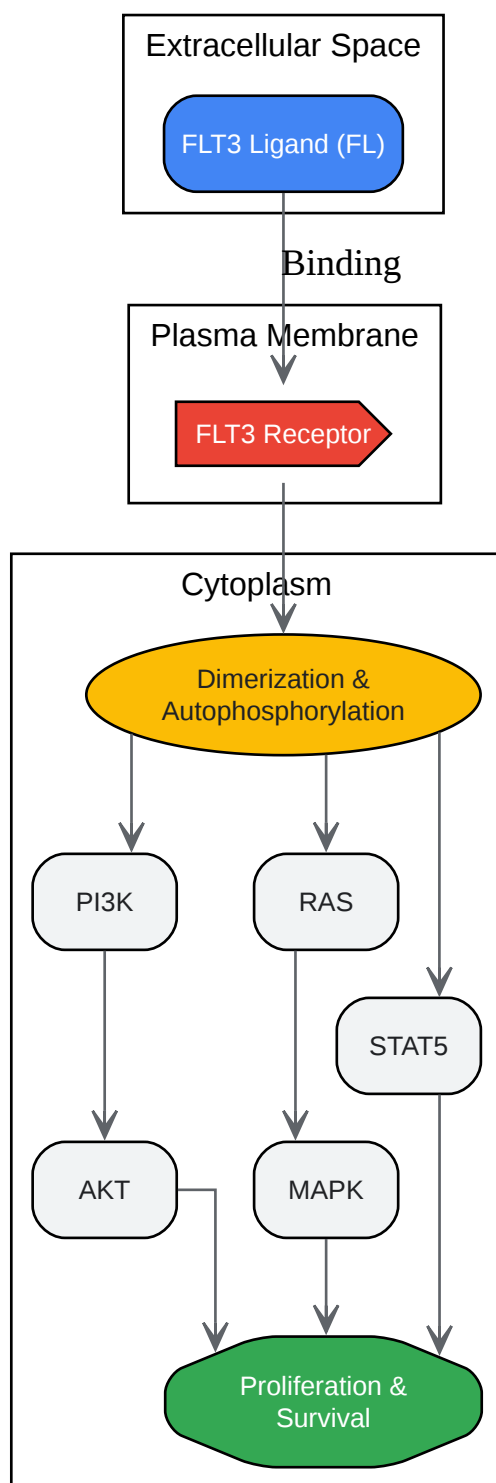 Extracellular Space
FLT3 Ligand (FL)
Binding
Plasma Membrane
FLT3 Receptor
Cytoplasm
Dimerization &
Autophosphorylation
PI3K
RAS
STAT5
AKT
MAPK
Proliferation &
Survival